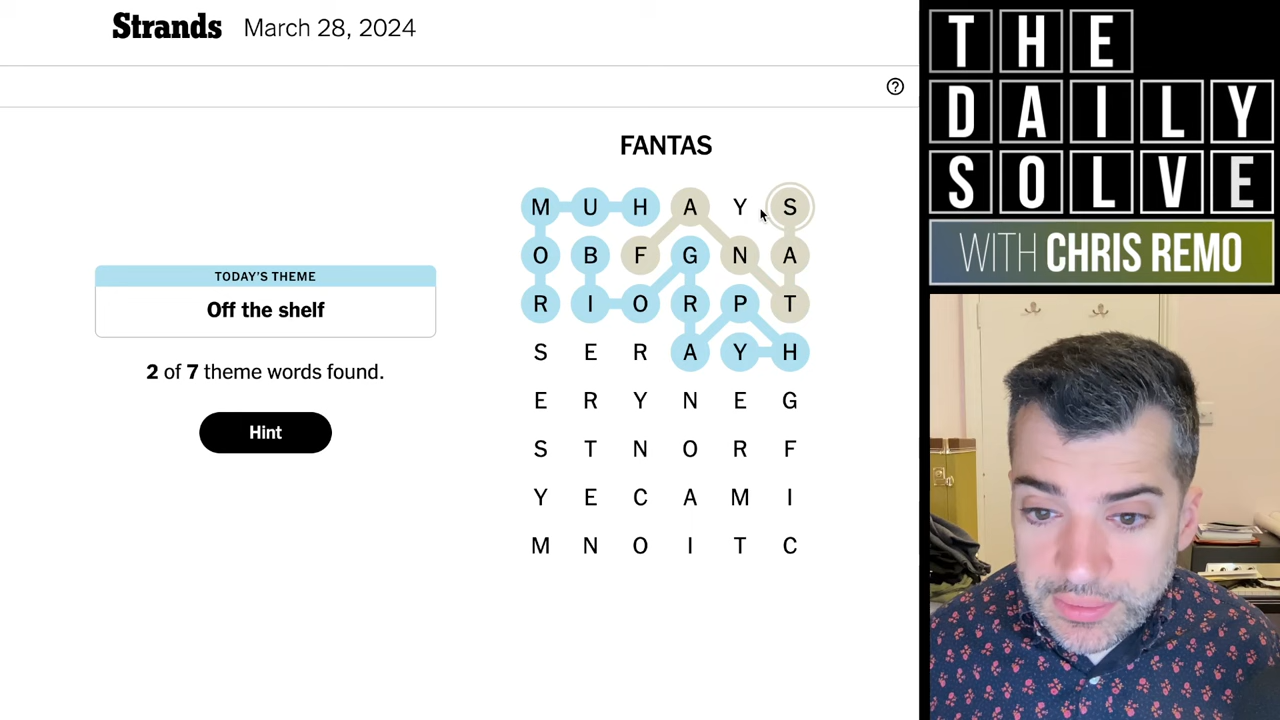 Strands March 28, 2024
?
TODAY'S THEME
Off the shelf
2 of 7 theme words found.
Hint
FANTAS
M U H A Y S
O B F G N A
R I O R P T
S E R A Y H
E R Y N E G
S T N O R F
Y E C A M I
M N O I T C
THE
DAILY
SOLVE
WITH CHRIS REMO